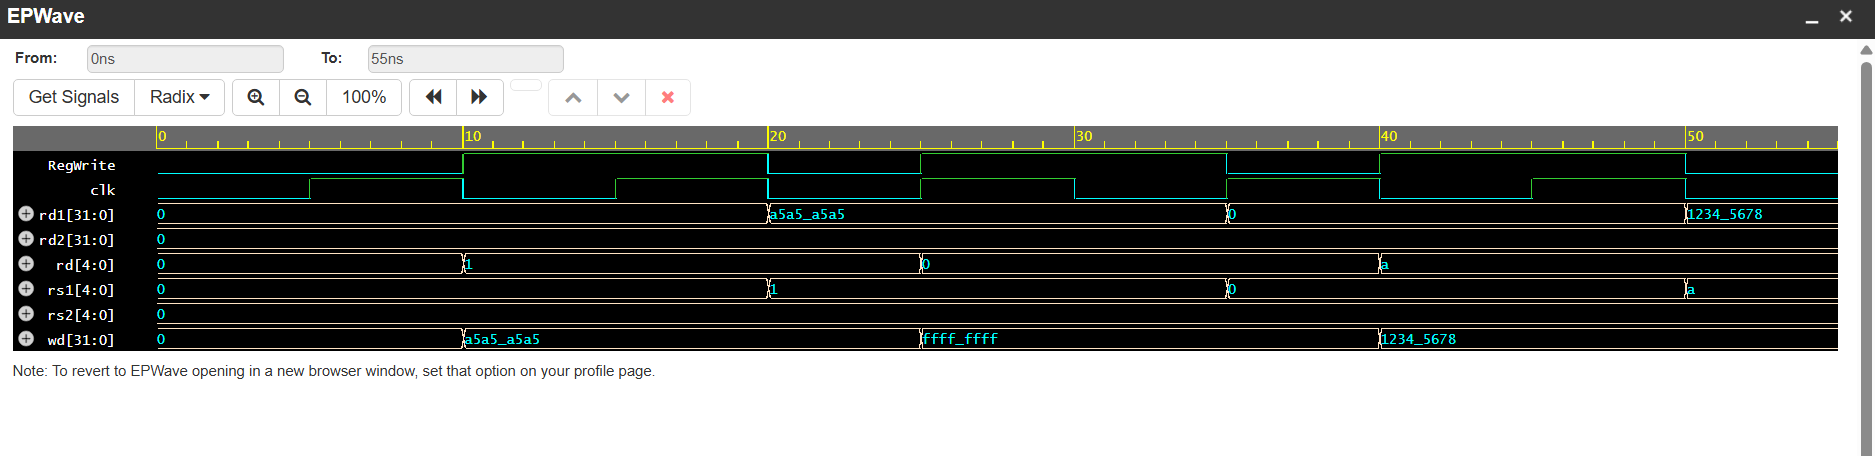 EPWave
From: 0ns To: 55ns
Get Signals Radix 100%
0 10 20 30 40 50
RegWrite
clk
rd1[31:0] 0 a5a5_a5a5 0 1234_5678
rd2[31:0] 0
rd[4:0] 0 1 0 a
rs1[4:0] 0 1 0 a
rs2[4:0] 0
wd[31:0] 0 a5a5_a5a5 ffff_ffff 1234_5678
Note: To revert to EPWave opening in a new browser window, set that option on your profile page.